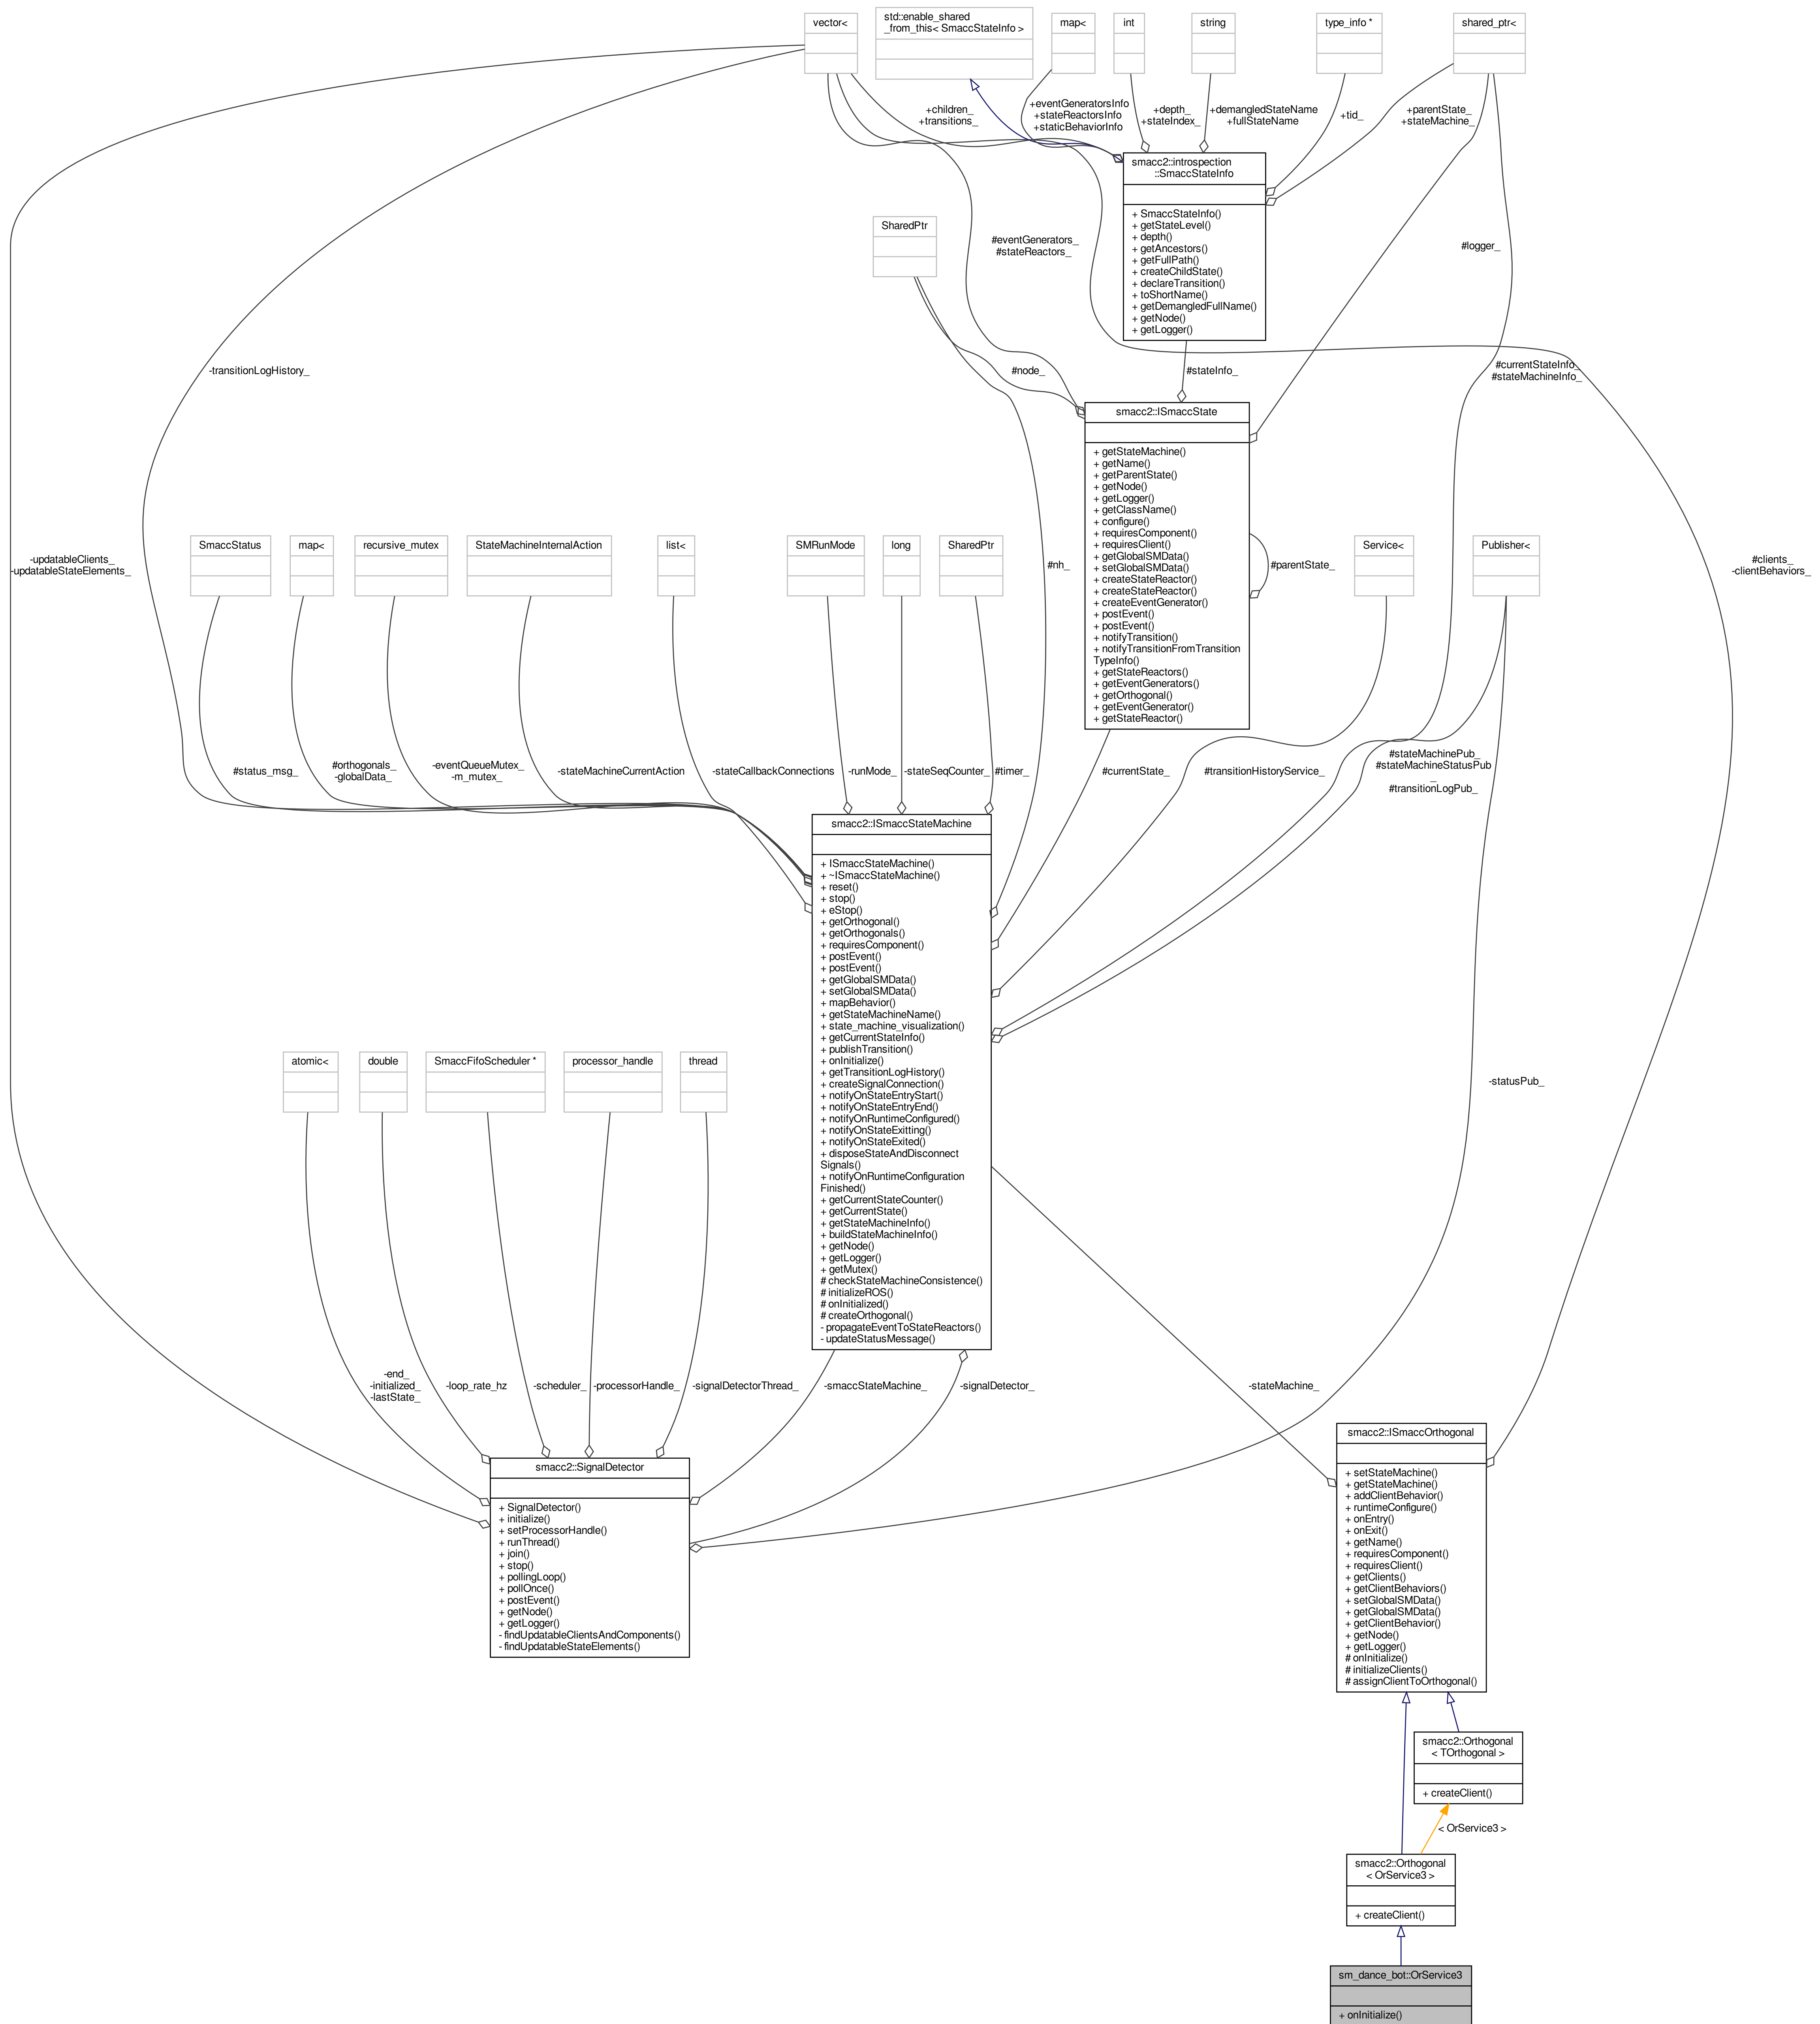 vector<
std::enable_shared
_from_this< SmaccStateInfo >
map<
int
string
type_info *
shared_ptr<
+children_
+transitions_
+eventGeneratorsInfo
+stateReactorsInfo
+staticBehaviorInfo
+depth_
+stateIndex_
+demangledStateName
+fullStateName
+tid_
+parentState_
+stateMachine_
smacc2::introspection
::SmaccStateInfo
+ SmaccStateInfo()
+ getStateLevel()
+ depth()
+ getAncestors()
+ getFullPath()
+ createChildState()
+ declareTransition()
+ toShortName()
+ getDemangledFullName()
+ getNode()
+ getLogger()
SharedPtr
#eventGenerators_
#stateReactors_
#logger_
-transitionLogHistory_
#node_
#stateInfo_
#currentStateInfo_
#stateMachineInfo_
smacc2::ISmaccState
+ getStateMachine()
+ getName()
+ getParentState()
+ getNode()
+ getLogger()
+ getClassName()
+ configure()
+ requiresComponent()
+ requiresClient()
+ getGlobalSMData()
+ setGlobalSMData()
+ createStateReactor()
+ createStateReactor()
+ createEventGenerator()
+ postEvent()
+ postEvent()
+ notifyTransition()
+ notifyTransitionFromTransition
TypeInfo()
+ getStateReactors()
+ getEventGenerators()
+ getOrthogonal()
+ getEventGenerator()
+ getStateReactor()
-updatableClients_
-updatableStateElements_
SmaccStatus
map<
recursive_mutex
StateMachineInternalAction
list<
SMRunMode
long
SharedPtr
#nh_
#parentState_
Service<
Publisher<
#clients_
-clientBehaviors_
#status_msg_
#orthogonals_
-globalData_
-eventQueueMutex_
-m_mutex_
-stateMachineCurrentAction
-stateCallbackConnections
-runMode_
-stateSeqCounter_
#timer_
#currentState_
#transitionHistoryService_
#stateMachinePub_
#stateMachineStatusPub
_
#transitionLogPub_
smacc2::ISmaccStateMachine
+ ISmaccStateMachine()
+ ~ISmaccStateMachine()
+ reset()
+ stop()
+ eStop()
+ getOrthogonal()
+ getOrthogonals()
+ requiresComponent()
+ postEvent()
+ postEvent()
+ getGlobalSMData()
+ setGlobalSMData()
+ mapBehavior()
+ getStateMachineName()
+ state_machine_visualization()
+ getCurrentStateInfo()
+ publishTransition()
+ onInitialize()
+ getTransitionLogHistory()
+ createSignalConnection()
+ notifyOnStateEntryStart()
+ notifyOnStateEntryEnd()
+ notifyOnRuntimeConfigured()
+ notifyOnStateExitting()
+ notifyOnStateExited()
+ disposeStateAndDisconnect
Signals()
+ notifyOnRuntimeConfiguration
Finished()
+ getCurrentStateCounter()
+ getCurrentState()
+ getStateMachineInfo()
+ buildStateMachineInfo()
+ getNode()
+ getLogger()
+ getMutex()
# checkStateMachineConsistence()
# initializeROS()
# onInitialized()
# createOrthogonal()
- propagateEventToStateReactors()
- updateStatusMessage()
atomic<
double
SmaccFifoScheduler *
processor_handle
thread
-statusPub_
-end_
-initialized_
-lastState_
-loop_rate_hz
-scheduler_
-processorHandle_
-signalDetectorThread_
-smaccStateMachine_
-signalDetector_
-stateMachine_
smacc2::SignalDetector
+ SignalDetector()
+ initialize()
+ setProcessorHandle()
+ runThread()
+ join()
+ stop()
+ pollingLoop()
+ pollOnce()
+ postEvent()
+ getNode()
+ getLogger()
- findUpdatableClientsAndComponents()
- findUpdatableStateElements()
smacc2::ISmaccOrthogonal
+ setStateMachine()
+ getStateMachine()
+ addClientBehavior()
+ runtimeConfigure()
+ onEntry()
+ onExit()
+ getName()
+ requiresComponent()
+ requiresClient()
+ getClients()
+ getClientBehaviors()
+ setGlobalSMData()
+ getGlobalSMData()
+ getClientBehavior()
+ getNode()
+ getLogger()
# onInitialize()
# initializeClients()
# assignClientToOrthogonal()
smacc2::Orthogonal
< TOrthogonal >
+ createClient()
< OrService3 >
smacc2::Orthogonal
< OrService3 >
+ createClient()
sm_dance_bot::OrService3
+ onInitialize()